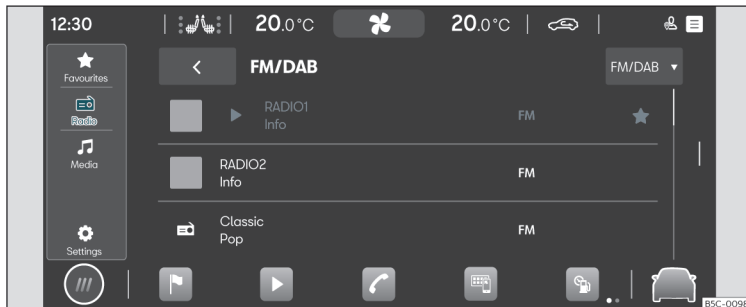 12:30
20.0°C
20.0°C
Favourites
FM/DAB
FM/DAB
Radio
RADIO1
Info
FM
Media
RADIO2
Info
FM
Settings
Classic
Pop
FM
B5C-0098